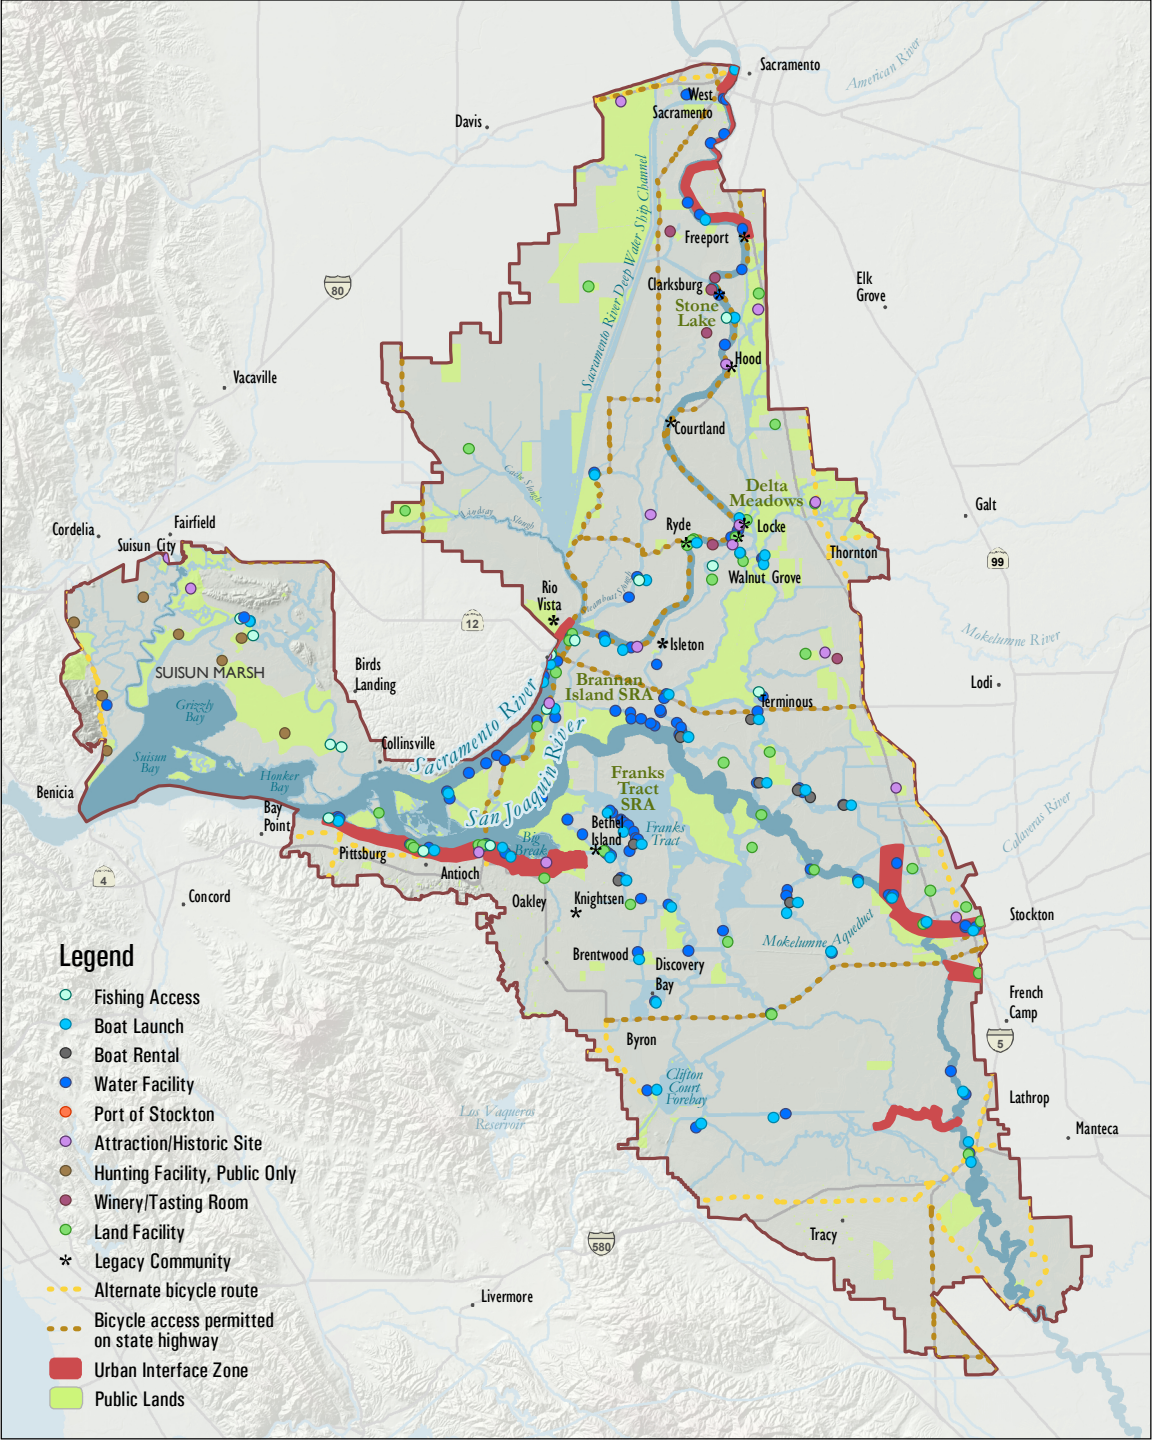 Sacramento
American River
West
Sacramento
Davis
Sacramento River Deep Water Ship Channel
Freeport
80
Elk
Grove
Clarksburg
Stone
Lake
Hood
Vacaville
Courtland
Cache Slough
Lindsay Slough
Delta
Meadows
Galt
Cordelia
Fairfield
Suisun City
Ryde
Locke
Thornton
99
Walnut Grove
Rio
Vista
Steamboat Slough
12
Mokelumne River
Isleton
SUISUN MARSH
Birds
Landing
Brannan
Island SRA
Lodi
Terminous
Grizzly
Bay
Sacramento River
Collinsville
San Joaquin River
Suisun
Bay
Honker
Bay
Franks
Tract
SRA
Benicia
Bay
Point
Bethel
Island
Franks
Tract
Calaveras River
Big
Break
Pittsburg
Antioch
4
Concord
Oakley
Knightsen
Stockton
Mokelumne Aqueduct
Brentwood
Discovery
Bay
French
Camp
Byron
5
Clifton
Court
Forebay
Lathrop
Los Vaqueros
Reservoir
Manteca
Tracy
580
Livermore
Legend
Fishing Access
Boat Launch
Boat Rental
Water Facility
Port of Stockton
Attraction/Historic Site
Hunting Facility, Public Only
Winery/Tasting Room
Land Facility
Legacy Community
Alternate bicycle route
Bicycle access permitted
on state highway
Urban Interface Zone
Public Lands